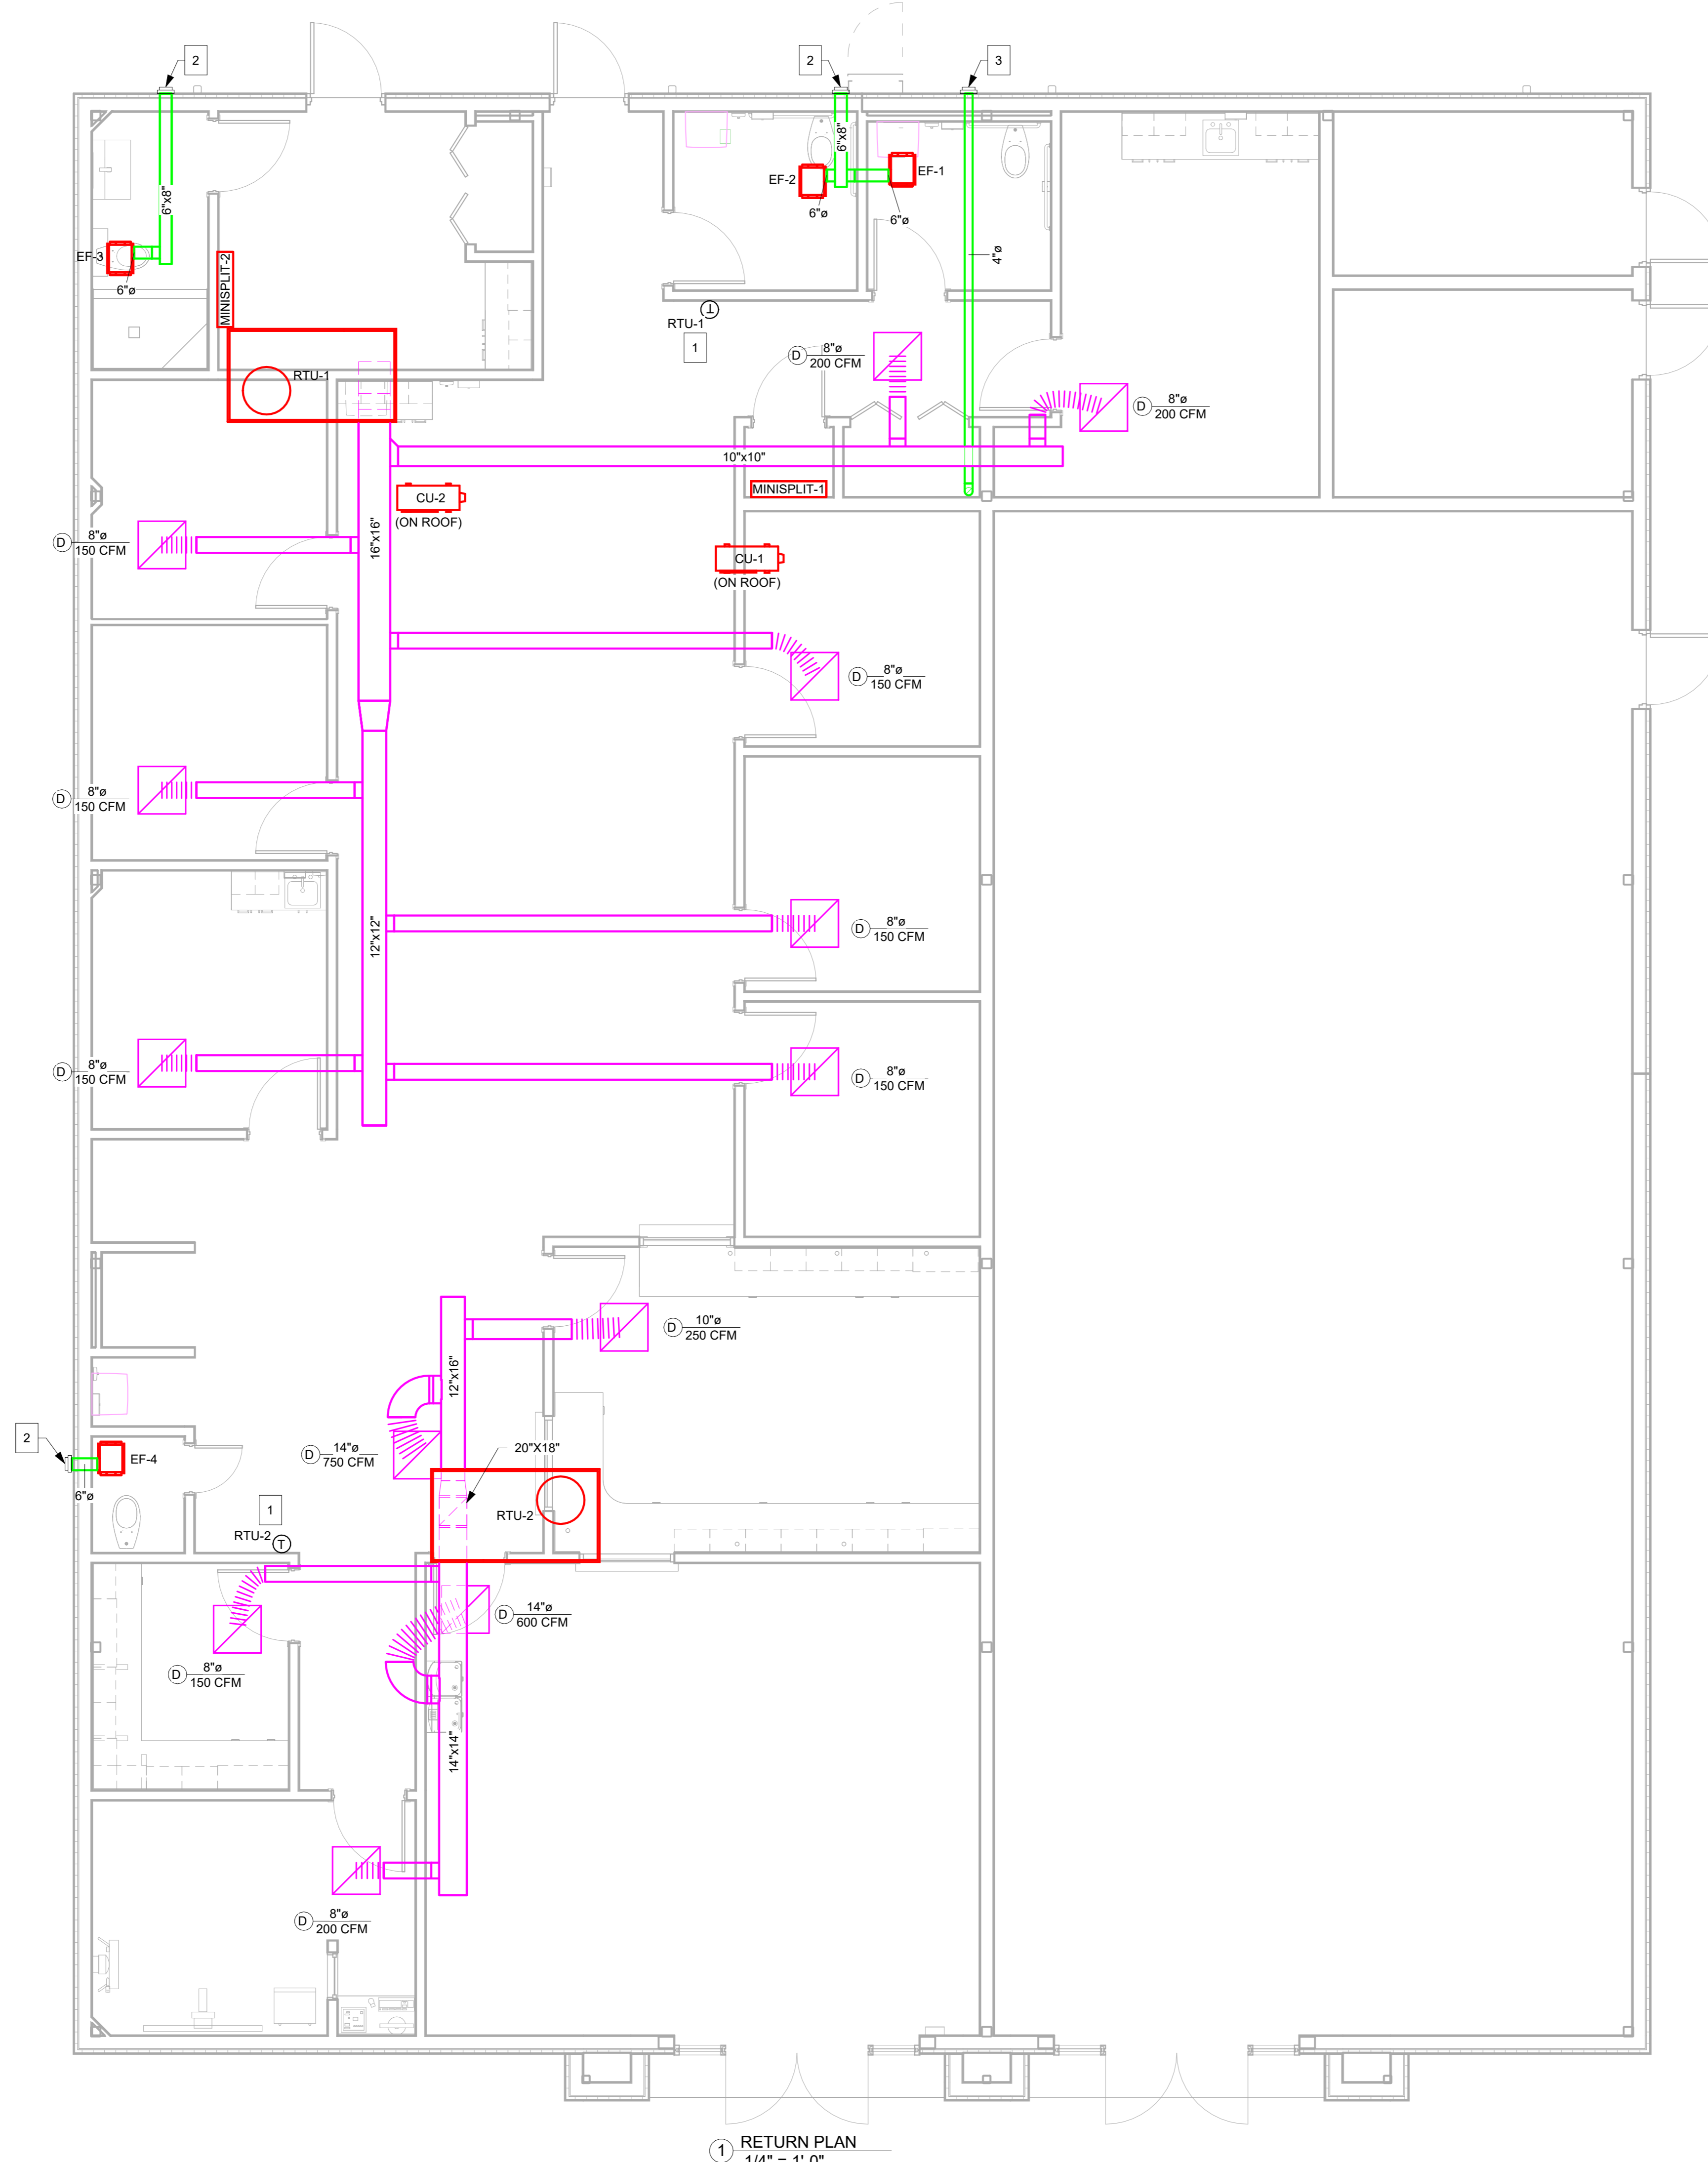 2
2
3
6"x8"
6"x8"
EF-2
EF-1
6"ø
6"ø
EF-3
6"ø
MINISPLIT-2
4"ø
RTU-1
1
RTU-1
D 8"ø
200 CFM
D 8"ø
200 CFM
10"x10"
MINISPLIT-1
CU-2
(ON ROOF)
16"x16"
D 8"ø
150 CFM
CU-1
(ON ROOF)
D 8"ø
150 CFM
D 8"ø
150 CFM
12"x12"
D 8"ø
150 CFM
D 8"ø
150 CFM
D 8"ø
150 CFM
D 10"ø
250 CFM
12"x16"
2
EF-4
6"ø
D 14"ø
750 CFM
20"X18"
RTU-2
1
RTU-2
T
D 14"ø
600 CFM
D 8"ø
150 CFM
14"x14"
D 8"ø
200 CFM
1 RETURN PLAN
1/4" = 1'-0"